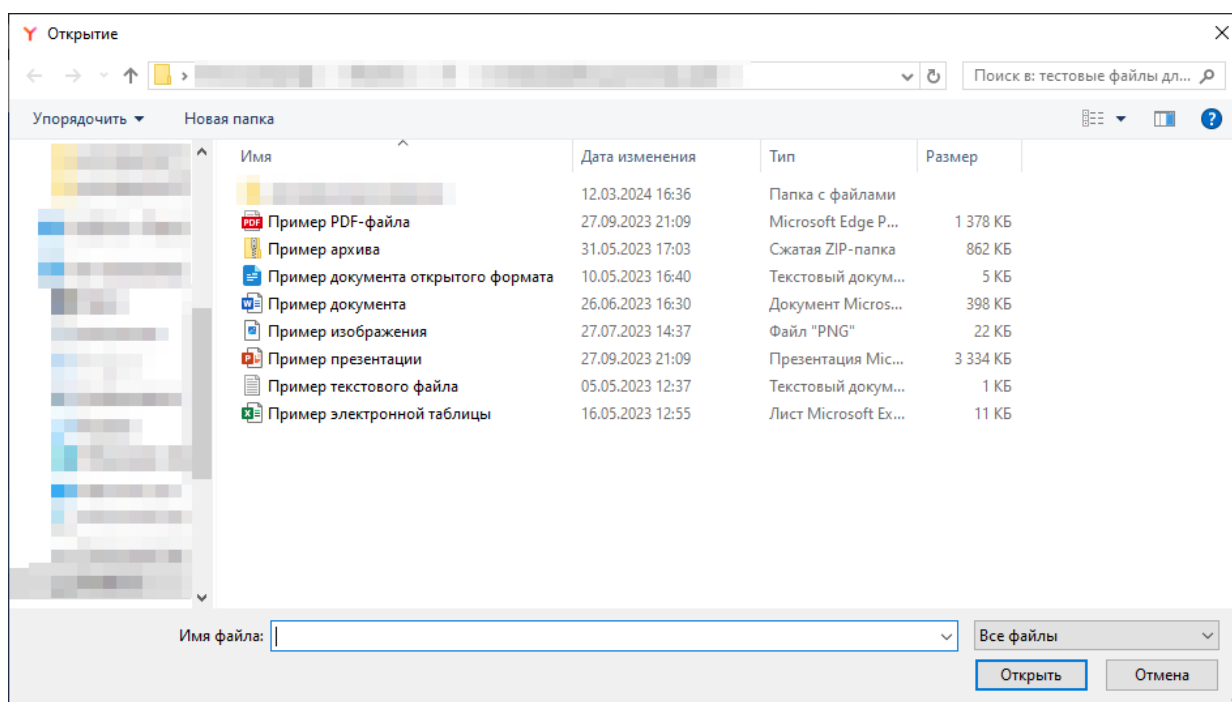 Открытие
Поиск в: тестовые файлы дл...
Упорядочить Новая папка
Имя Дата изменения Тип Размер
12.03.2024 16:36 Папка с файлами
Пример PDF-файла 27.09.2023 21:09 Microsoft Edge P... 1 378 КБ
Пример архива 31.05.2023 17:03 Сжатая ZIP-папка 862 КБ
Пример документа открытого формата 10.05.2023 16:40 Текстовый докум... 5 КБ
Пример документа 26.06.2023 16:30 Документ Micros... 398 КБ
Пример изображения 27.07.2023 14:37 Файл "PNG" 22 КБ
Пример презентации 27.09.2023 21:09 Презентация Mic... 3 334 КБ
Пример текстового файла 05.05.2023 12:37 Текстовый докум... 1 КБ
Пример электронной таблицы 16.05.2023 12:55 Лист Microsoft Ex... 11 КБ
Имя файла: Все файлы
Открыть Отмена